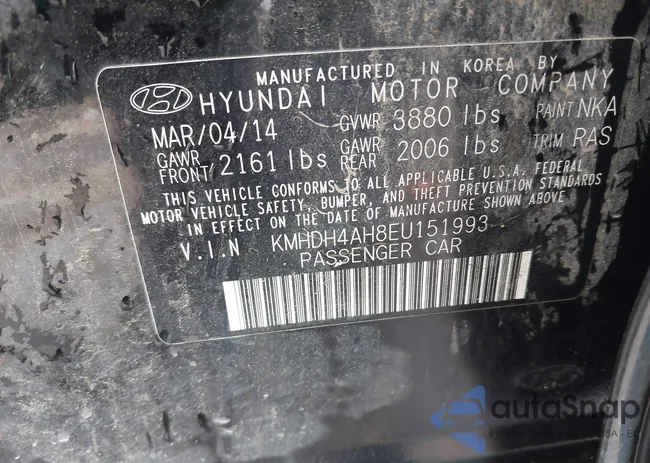 MANUFACTURED IN KOREA BY
HYUNDAI MOTOR COMPANY
MAR/04/14 GVWR 3880 lbs PAINT NKA
GAWR FRONT 2161 lbs GAWR REAR 2006 lbs TRIM RAS
THIS VEHICLE CONFORMS TO ALL APPLICABLE U.S.A. FEDERAL
MOTOR VEHICLE SAFETY, BUMPER, AND THEFT PREVENTION STANDARDS
IN EFFECT ON THE DATE OF MANUFACTURE SHOWN ABOVE
V.I.N KMHDH4AH8EU151993
PASSENGER CAR
autoSnap